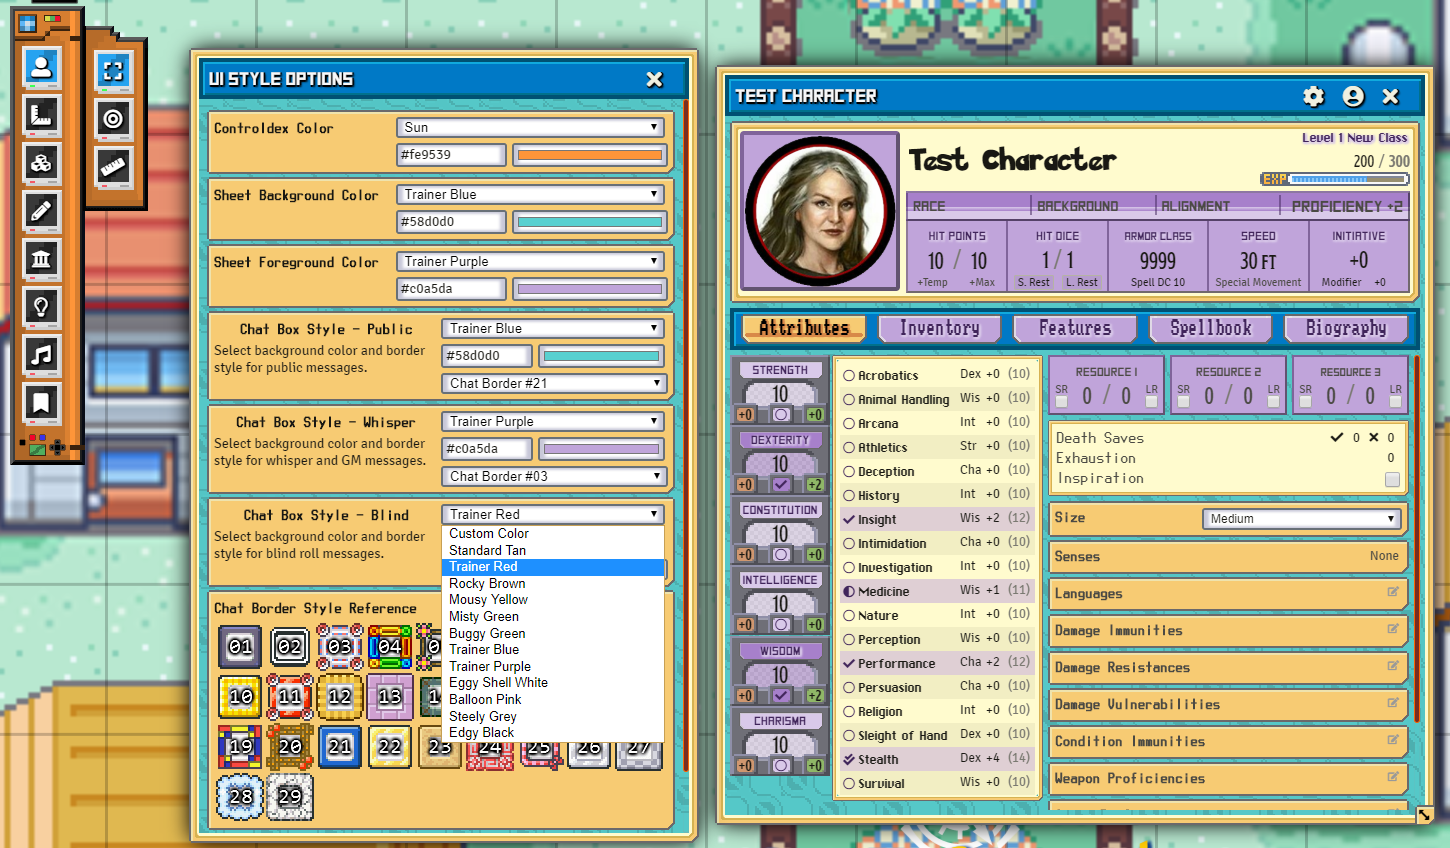 UI STYLE OPTIONS
Controldex Color
Sun
#fe9539
Sheet Background Color
Trainer Blue
#58d0d0
Sheet Foreground Color
Trainer Purple
#c0a5da
Chat Box Style - Public
Select background color and border
style for public messages.
Trainer Blue
#58d0d0
Chat Border #21
Chat Box Style - Whisper
Select background color and border
style for whisper and GM messages.
Trainer Purple
#c0a5da
Chat Border #03
Chat Box Style - Blind
Select background color and border
style for blind roll messages.
Trainer Red
Custom Color
Standard Tan
Trainer Red
Rocky Brown
Mousy Yellow
Misty Green
Buggy Green
Trainer Blue
Trainer Purple
Eggy Shell White
Balloon Pink
Steely Grey
Edgy Black
Chat Border Style Reference
01 02 03 04
10 11 12 13
19 20 21 22 23 24 25 26 27
28 29
TEST CHARACTER
Test Character
Level 1 New Class
200 / 300
EXP
RACE BACKGROUND ALIGNMENT PROFICIENCY +2
HIT POINTS
10 / 10
+Temp +Max
HIT DICE
1 / 1
S. Rest L. Rest
ARMOR CLASS
9999
Spell DC 10
SPEED
30 FT
Special Movement
INITIATIVE
+0
Modifier +0
Attributes Inventory Features Spellbook Biography
STRENGTH
10
+0 +0
DEXTERITY
10
+0 +2
CONSTITUTION
10
+0 +0
INTELLIGENCE
10
+0 +0
WISDOM
10
+0 +2
CHARISMA
10
+0 +0
Acrobatics Dex +0 (10)
Animal Handling Wis +0 (10)
Arcana Int +0 (10)
Athletics Str +0 (10)
Deception Cha +0 (10)
History Int +0 (10)
Insight Wis +2 (12)
Intimidation Cha +0 (10)
Investigation Int +0 (10)
Medicine Wis +1 (11)
Nature Int +0 (10)
Perception Wis +0 (10)
Performance Cha +2 (12)
Persuasion Cha +0 (10)
Religion Int +0 (10)
Sleight of Hand Dex +0 (10)
Stealth Dex +4 (14)
Survival Wis +0 (10)
RESOURCE 1
SR 0 / 0 LR
RESOURCE 2
SR 0 / 0 LR
RESOURCE 3
SR 0 / 0 LR
Death Saves 0 0
Exhaustion 0
Inspiration
Size Medium
Senses None
Languages
Damage Immunities
Damage Resistances
Damage Vulnerabilities
Condition Immunities
Weapon Proficiencies